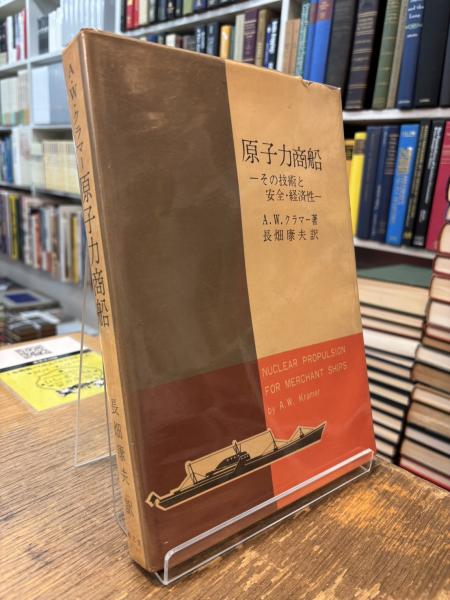 原子力商船
―その技術と
安全・経済性―
A.W.クラマー著
長畑康夫訳
NUCLEAR PROPULSION
FOR MERCHANT SHIPS
by A.W. Kramer
A.W.クラマー
原子力商船
長畑康夫訳